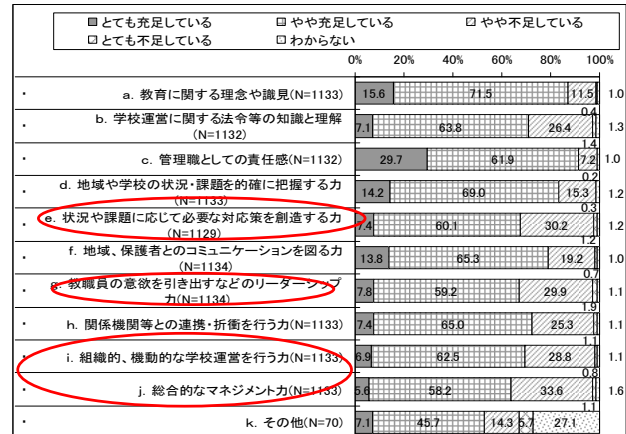 ■とても充足している　やや充足している　やや不足している
とても不足している　わからない
0% 20% 40% 60% 80% 100%
・ a. 教育に関する理念や識見(N=1133) 15.6 71.5 11.5 1.0
0.4
・ b. 学校運営に関する法令等の知識と理解
(N=1132) 7.1 63.8 26.4 1.3
1.4
・ c. 管理職としての責任感(N=1132) 29.7 61.9 7.2 1.0
0.2
・ d. 地域や学校の状況・課題を的確に把握する力
(N=1133) 14.2 69.0 15.3 1.2
0.3
・ e. 状況や課題に応じて必要な対応策を創造する力
(N=1129) 7.4 60.1 30.2 1.2
1.2
・ f. 地域、保護者とのコミュニケーションを図る力
(N=1134) 13.8 65.3 19.2 1.0
0.7
・ g. 教職員の意欲を引き出すなどのリーダーシップ
力(N=1134) 7.8 59.2 29.9 1.1
1.9
・ h. 関係機関等との連携・折衝を行う力(N=1133) 7.4 65.0 25.3 1.1
1.1
・ i. 組織的、機動的な学校運営を行う力(N=1133) 6.9 62.5 28.8 1.1
0.8
・ j. 総合的なマネジメント力(N=1133) 5.6 58.2 33.6 1.6
1.1
・ k. その他(N=70) 7.1 45.7 14.3 5.7 27.1